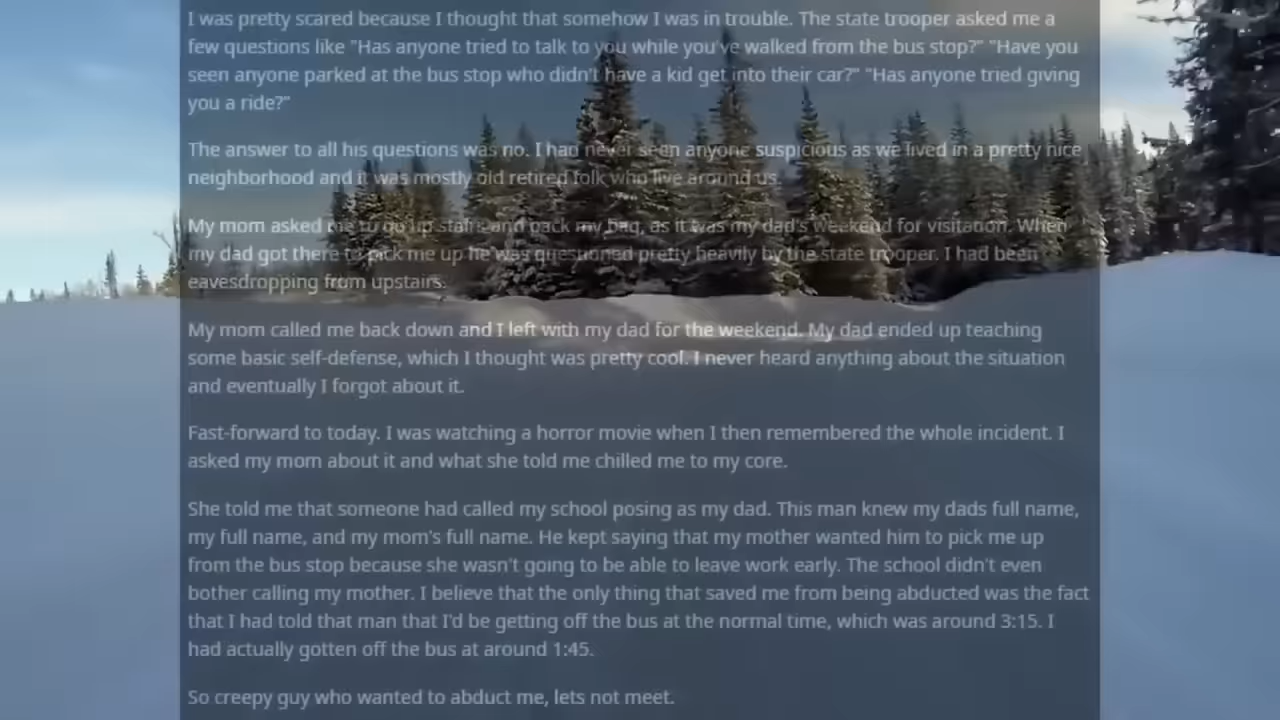 I was pretty scared because I thought that somehow I was in trouble. The state trooper asked me a
few questions like "Has anyone tried to talk to you while you've walked from the bus stop?" "Have you
seen anyone parked at the bus stop who didn't have a kid get into their car?" "Has anyone tried giving
you a ride?"
The answer to all his questions was no. I had never seen anyone suspicious as we lived in a pretty nice
neighborhood and it was mostly old retired folk who live around us.
My mom asked me to go up stairs and pack my bag, as it was my dad's weekend for visitation. When
my dad got there to pick me up he was questioned pretty heavily by the state trooper. I had been
eavesdropping from upstairs.
My mom called me back down and I left with my dad for the weekend. My dad ended up teaching
some basic self-defense, which I thought was pretty cool. I never heard anything about the situation
and eventually I forgot about it.
Fast-forward to today. I was watching a horror movie when I then remembered the whole incident. I
asked my mom about it and what she told me chilled me to my core.
She told me that someone had called my school posing as my dad. This man knew my dads full name,
my full name, and my mom's full name. He kept saying that my mother wanted him to pick me up
from the bus stop because she wasn't going to be able to leave work early. The school didn't even
bother calling my mother. I believe that the only thing that saved me from being abducted was the fact
that I had told that man that I'd be getting off the bus at the normal time, which was around 3:15. I
had actually gotten off the bus at around 1:45.
So creepy guy who wanted to abduct me, lets not meet.